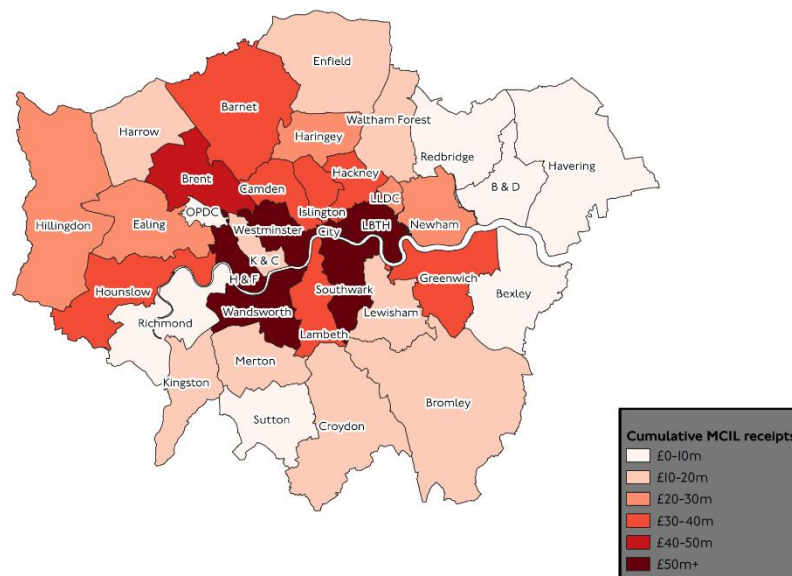 Enfield
Barnet
Harrow
Haringey
Waltham Forest
Redbridge
Havering
Brent
Camden
Hackney
B & D
Hillingdon
Ealing
OPDC
Islington
LLDC
Newham
Westminster
City
LBTH
K & C
H & F
Hounslow
Greenwich
Southwark
Bexley
Richmond
Wandsworth
Lewisham
Lambeth
Merton
Kingston
Bromley
Sutton
Croydon
Cumulative MCIL receipts
£0-10m
£10-20m
£20-30m
£30-40m
£40-50m
£50m+